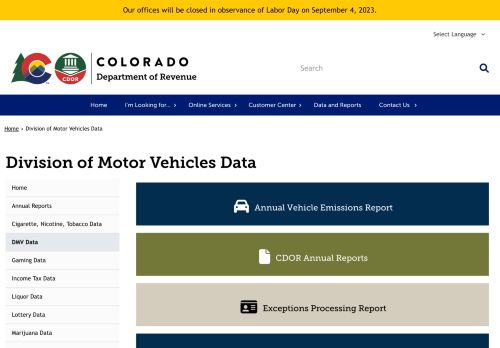 Our offices will be closed in observance of Labor Day on September 4, 2023.
Select Language
COLORADO
Department of Revenue
CDOR
Search
Home
I'm Looking for...
Online Services
Customer Center
Data and Reports
Contact Us
Home › Division of Motor Vehicles Data
Division of Motor Vehicles Data
Home
Annual Reports
Cigarette, Nicotine, Tobacco Data
DMV Data
Gaming Data
Income Tax Data
Liquor Data
Lottery Data
Marijuana Data
Annual Vehicle Emissions Report
CDOR Annual Reports
Exceptions Processing Report